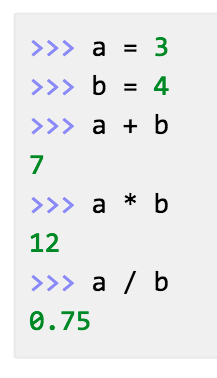 >>> a = 3
>>> b = 4
>>> a + b
7
>>> a * b
12
>>> a / b
0.75